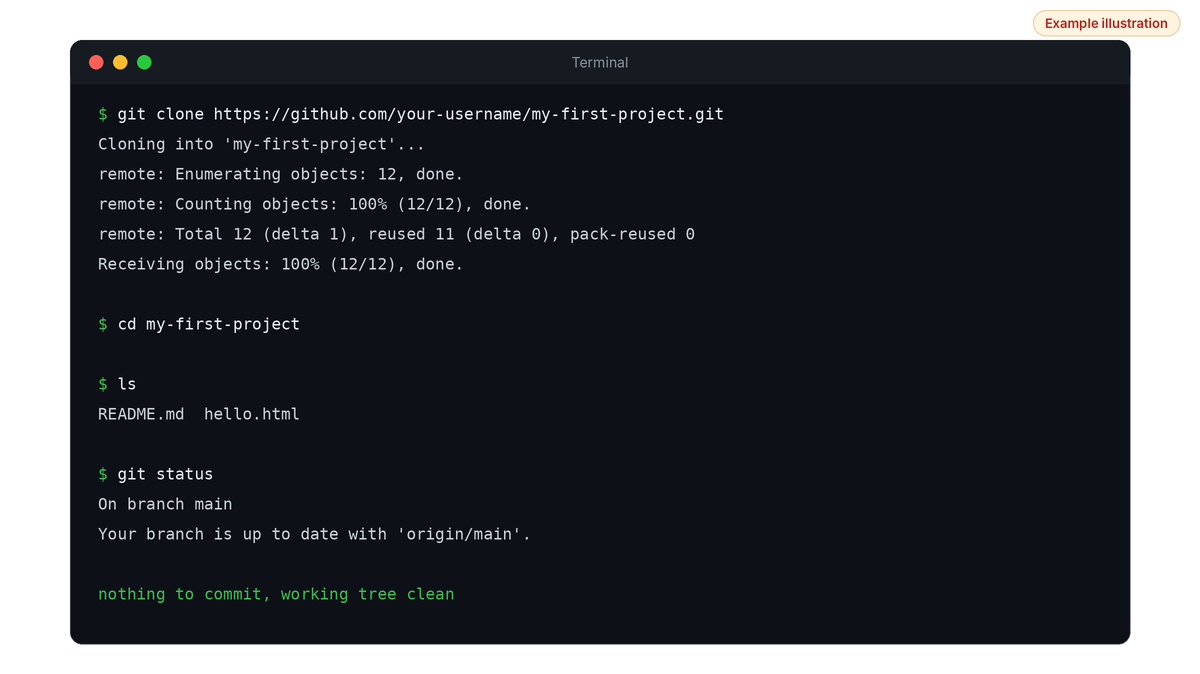 Example illustration
Terminal
$ git clone https://github.com/your-username/my-first-project.git
Cloning into 'my-first-project'...
remote: Enumerating objects: 12, done.
remote: Counting objects: 100% (12/12), done.
remote: Total 12 (delta 1), reused 11 (delta 0), pack-reused 0
Receiving objects: 100% (12/12), done.
$ cd my-first-project
$ ls
README.md  hello.html
$ git status
On branch main
Your branch is up to date with 'origin/main'.
nothing to commit, working tree clean